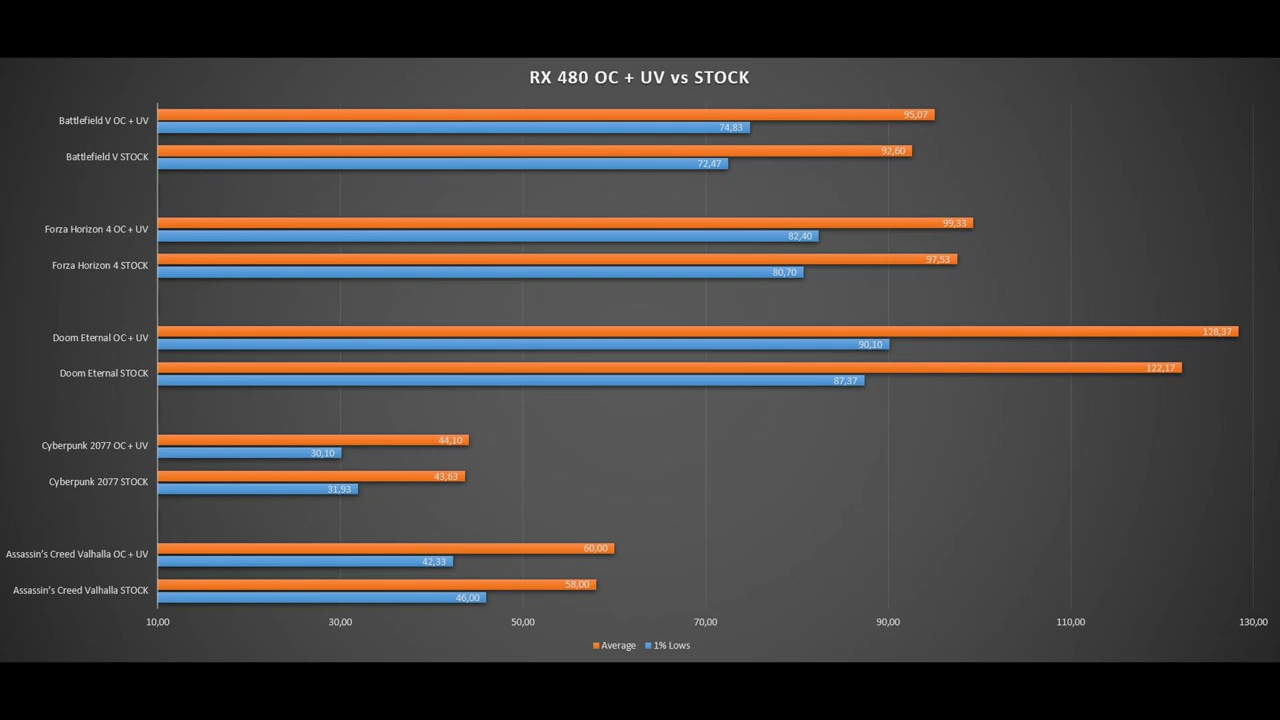 RX 480 OC + UV vs STOCK
Battlefield V OC + UV
95,07
74,83
Battlefield V STOCK
92,60
72,47
Forza Horizon 4 OC + UV
99,33
82,40
Forza Horizon 4 STOCK
97,53
80,70
Doom Eternal OC + UV
128,37
90,10
Doom Eternal STOCK
122,17
87,37
Cyberpunk 2077 OC + UV
44,10
30,10
Cyberpunk 2077 STOCK
43,63
31,93
Assassin's Creed Valhalla OC + UV
60,00
42,33
Assassin's Creed Valhalla STOCK
58,00
46,00
10,00 30,00 50,00 70,00 90,00 110,00 130,00
Average 1% Lows